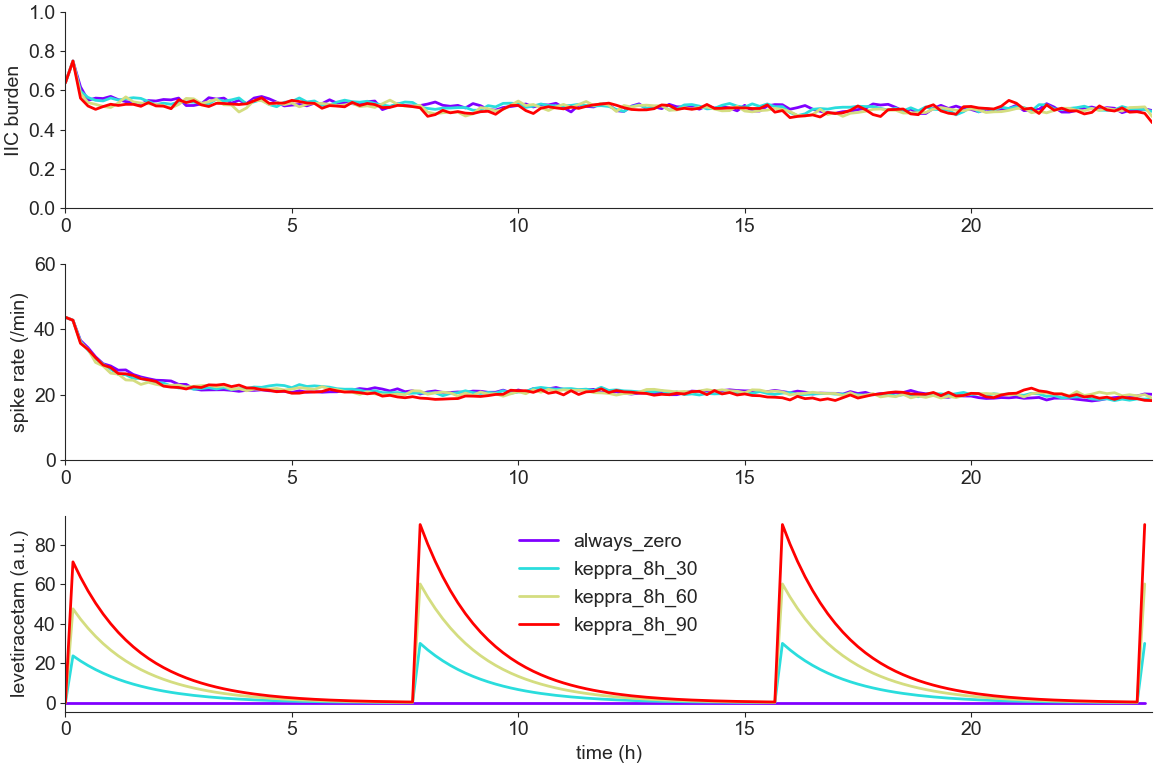 1.0
0.8
0.6
0.4
0.2
0.0
IIC burden
0 5 10 15 20
60
40
20
0
spike rate (/min)
0 5 10 15 20
80
60
40
20
0
levetiracetam (a.u.)
always_zero
keppra_8h_30
keppra_8h_60
keppra_8h_90
0 5 10 15 20
time (h)